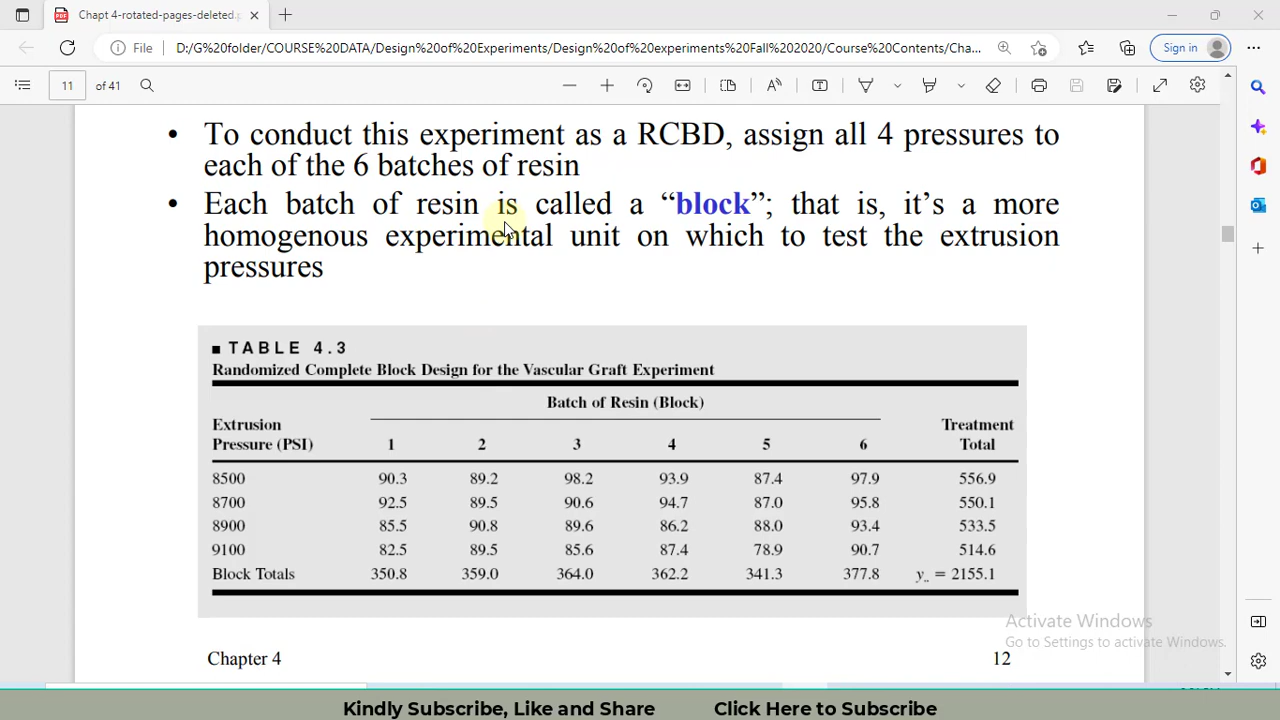 Chapt 4-rotated-pages-deleted.p
File D:/G%20folder/COURSE%20DATA/Design%20of%20Experiments/Design%20of%20experiments%20Fall%202020/Course%20Contents/Cha... Sign in
11 of 41
• To conduct this experiment as a RCBD, assign all 4 pressures to
each of the 6 batches of resin
• Each batch of resin is called a “block”; that is, it’s a more
homogenous experimental unit on which to test the extrusion
pressures
■ TABLE 4.3
Randomized Complete Block Design for the Vascular Graft Experiment
Batch of Resin (Block)
Extrusion Treatment
Pressure (PSI) 1 2 3 4 5 6 Total
8500 90.3 89.2 98.2 93.9 87.4 97.9 556.9
8700 92.5 89.5 90.6 94.7 87.0 95.8 550.1
8900 85.5 90.8 89.6 86.2 88.0 93.4 533.5
9100 82.5 89.5 85.6 87.4 78.9 90.7 514.6
Block Totals 350.8 359.0 364.0 362.2 341.3 377.8 y.. = 2155.1
Activate Windows
Go to Settings to activate Windows.
Chapter 4 12
Kindly Subscribe, Like and Share Click Here to Subscribe